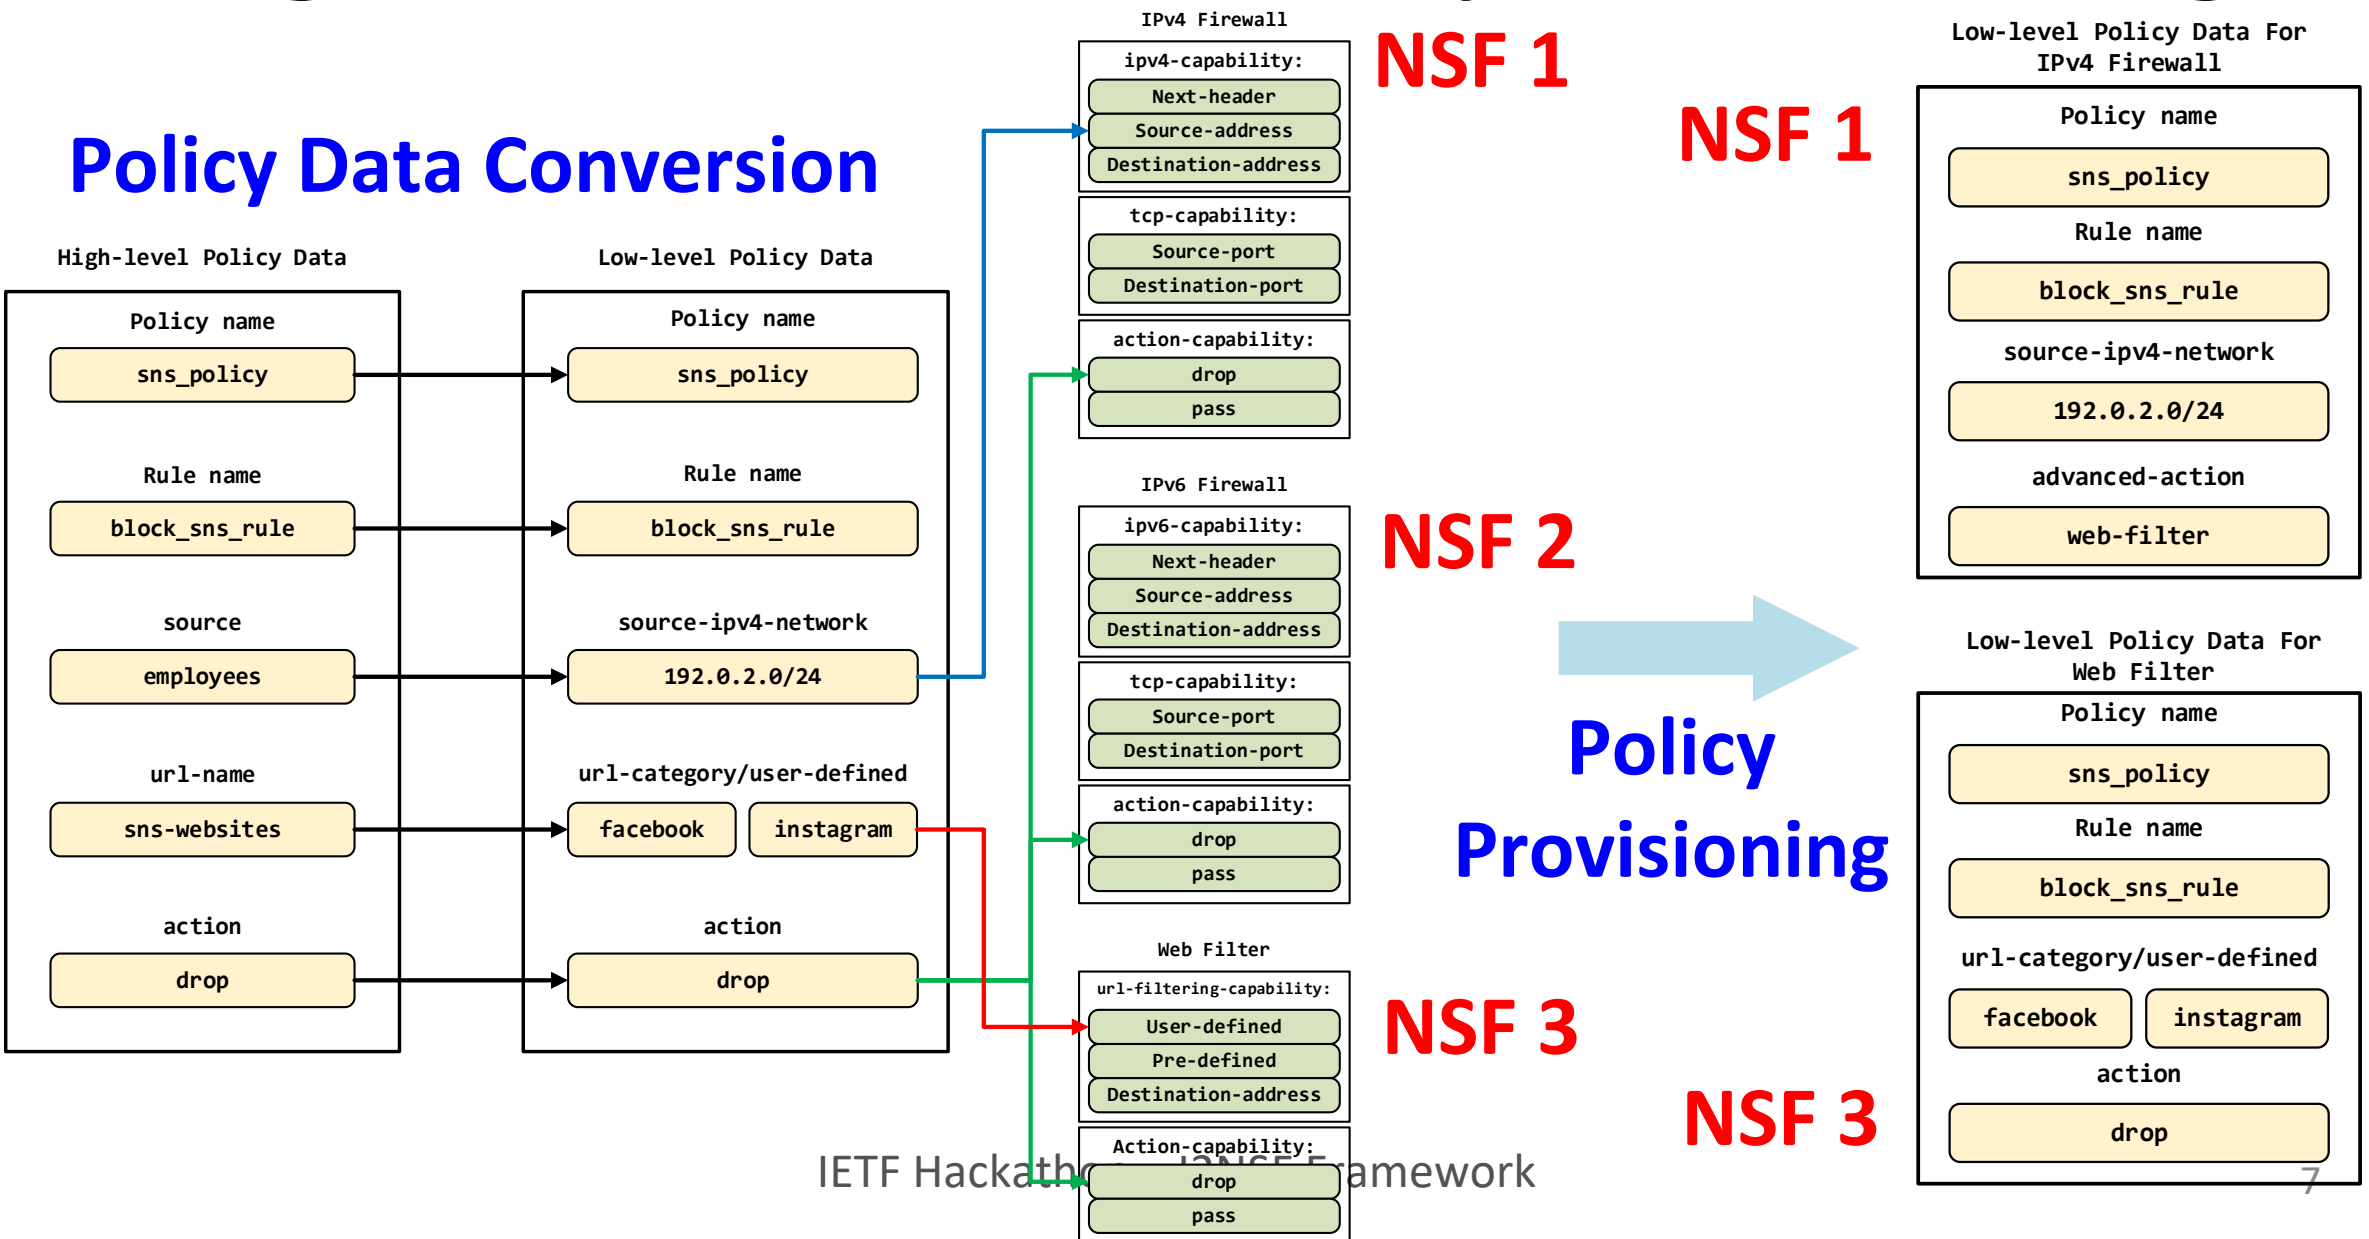 Policy Data Conversion
High-level Policy Data
Policy name
sns_policy
Rule name
block_sns_rule
source
employees
url-name
sns-websites
action
drop
Low-level Policy Data
Policy name
sns_policy
Rule name
block_sns_rule
source-ipv4-network
192.0.2.0/24
url-category/user-defined
facebook
instagram
action
drop
IPv4 Firewall
ipv4-capability:
Next-header
Source-address
Destination-address
tcp-capability:
Source-port
Destination-port
action-capability:
drop
pass
NSF 1
IPv6 Firewall
ipv6-capability:
Next-header
Source-address
Destination-address
tcp-capability:
Source-port
Destination-port
action-capability:
drop
pass
NSF 2
Web Filter
url-filtering-capability:
User-defined
Pre-defined
Destination-address
Action-capability:
drop
pass
NSF 3
Policy
Provisioning
NSF 1
Low-level Policy Data For
IPv4 Firewall
Policy name
sns_policy
Rule name
block_sns_rule
source-ipv4-network
192.0.2.0/24
advanced-action
web-filter
Low-level Policy Data For
Web Filter
Policy name
sns_policy
Rule name
block_sns_rule
url-category/user-defined
facebook
instagram
action
drop
NSF 3
IETF Framework
7